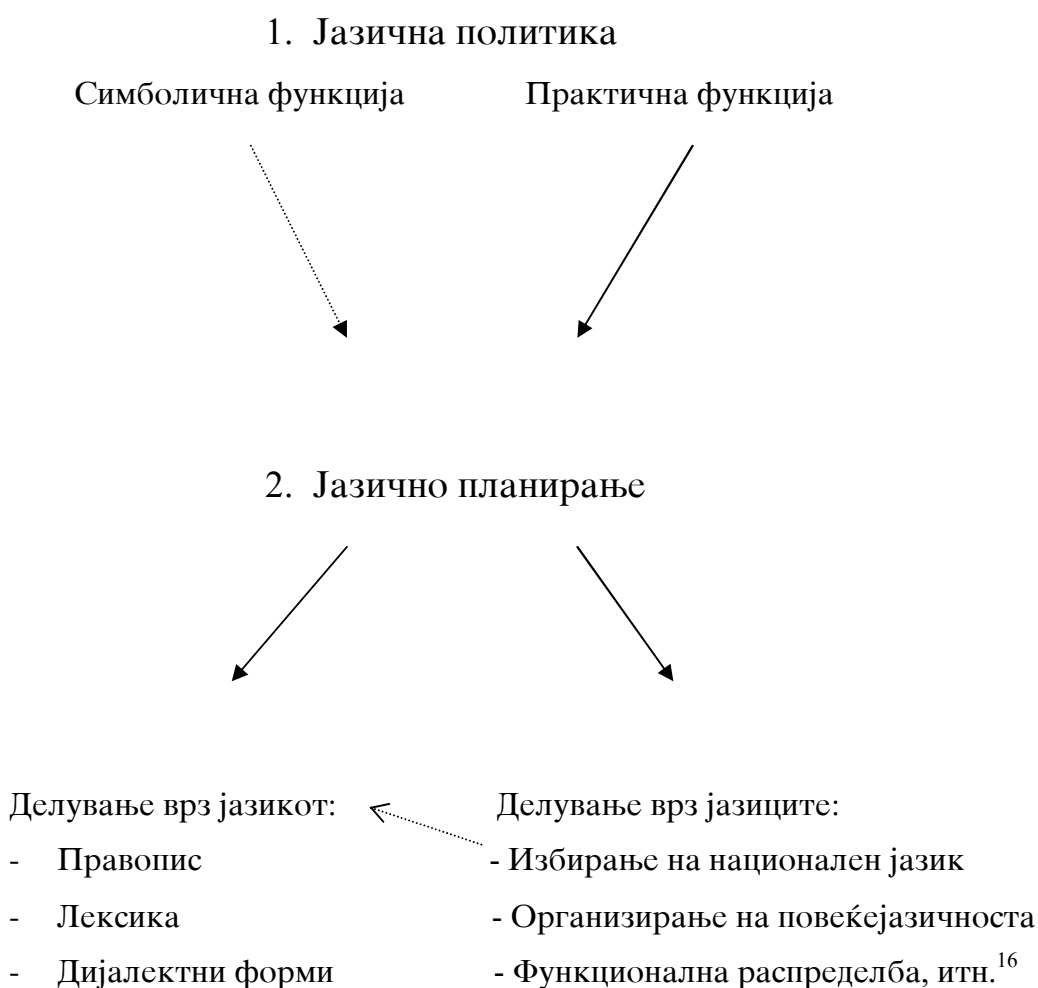 1. Јазична политика
Симболична функција Практична функција
2. Јазично планирање
Делување врз јазикот: Делување врз јазиците:
- Правопис - Избирање на национален јазик
- Лексика - Организирање на повеќејазичноста
- Дијалектни форми - Функционална распределба, итн.16